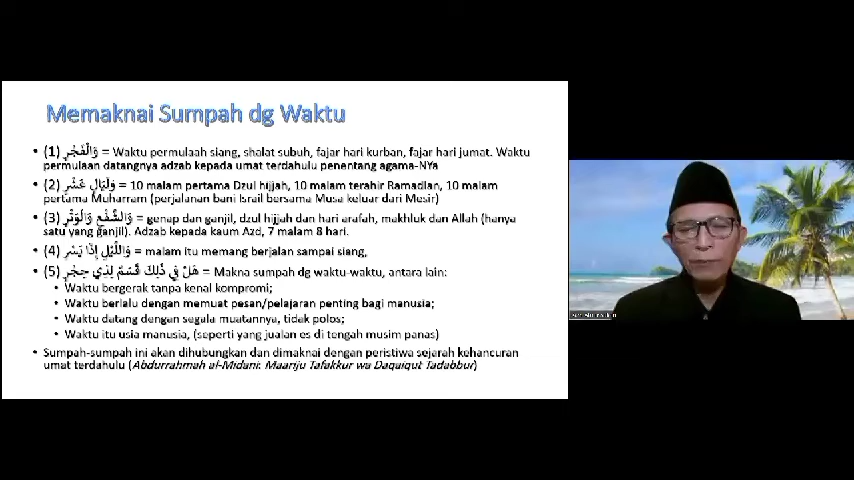 Memaknai Sumpah dg Waktu
• (1) وَالْفَجْرِ = Waktu permulaah siang, shalat subuh, fajar hari kurban, fajar hari jumat. Waktu
permulaan datangnya adzab kepada umat terdahulu penentang agama-NYa
• (2) وَلَيَالٍ عَشْرٍ = 10 malam pertama Dzul hijjah, 10 malam terahir Ramadlan, 10 malam
pertama Muharram (perjalanan bani Israil bersama Musa keluar dari Mesir)
• (3) وَالشَّفْعِ وَالْوَتْرِ = genap dan ganjil, dzul hijjah dan hari arafah, makhluk dan Allah (hanya
satu yang ganjil). Adzab kepada kaum Azd, 7 malam 8 hari.
• (4) وَاللَّيْلِ إِذَا يَسْرِ = malam itu memang berjalan sampai siang,
• (5) هَلْ فِي ذَلِكَ قَسَمٌ لِذِي حِجْرٍ = Makna sumpah dg waktu-waktu, antara lain:
• Waktu bergerak tanpa kenal kompromi;
• Waktu berlalu dengan memuat pesan/pelajaran penting bagi manusia;
• Waktu datang dengan segala muatannya, tidak polos;
• Waktu itu usia manusia, (seperti yang jualan es di tengah musim panas)
• Sumpah-sumpah ini akan dihubungkan dan dimaknai dengan peristiwa sejarah kehancuran
umat terdahulu (Abdurrahmah al-Midani: Maariju Tafakkur wa Daqaiqut Tadabbur)